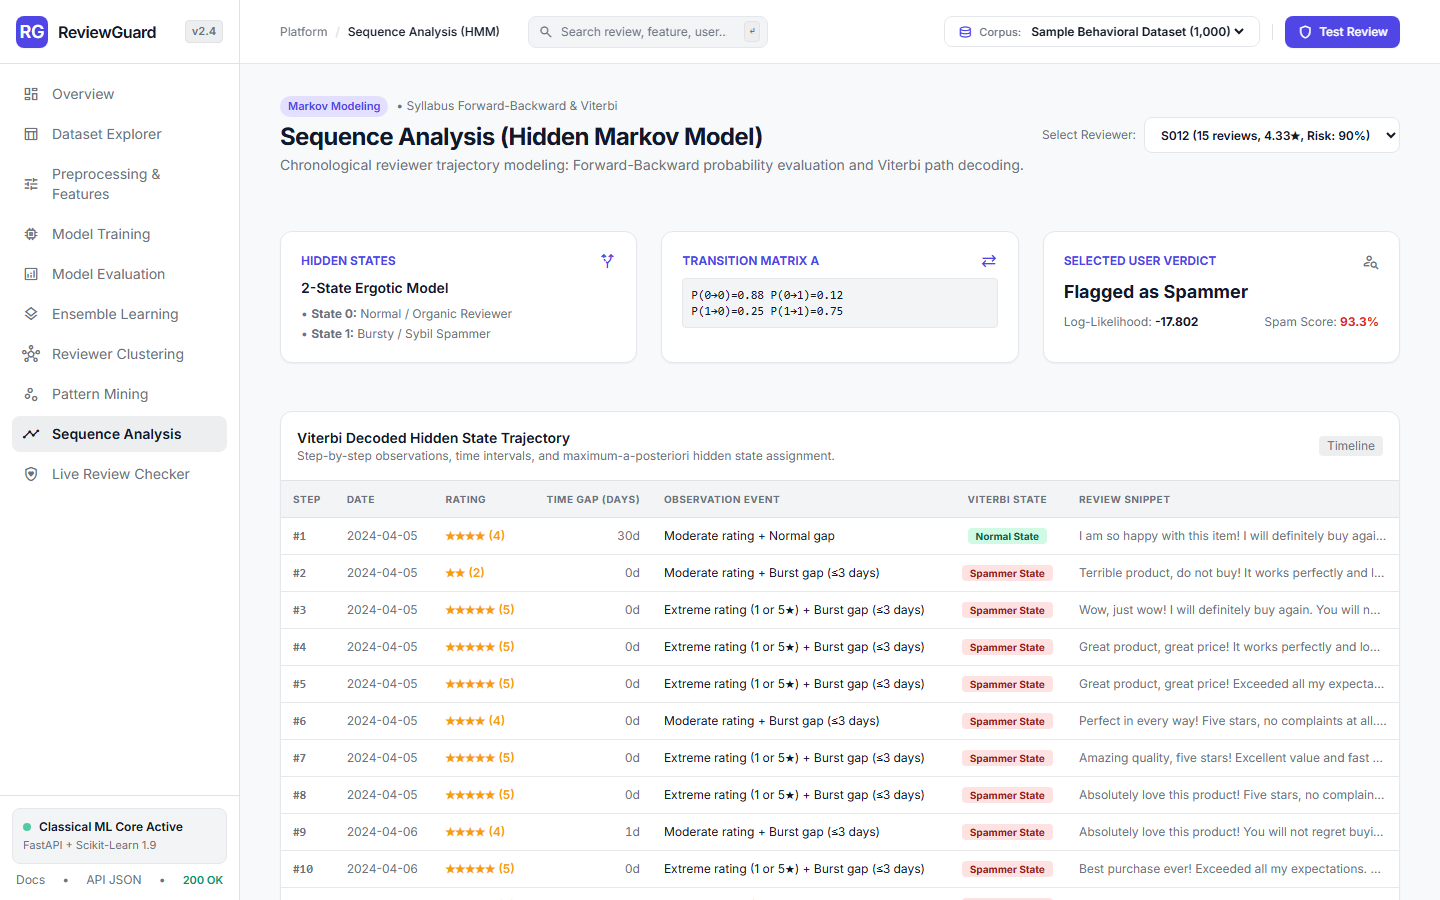 RG ReviewGuard v2.4
Overview
Dataset Explorer
Preprocessing &
Features
Model Training
Model Evaluation
Ensemble Learning
Reviewer Clustering
Pattern Mining
Sequence Analysis
Live Review Checker
Classical ML Core Active
FastAPI + Scikit-Learn 1.9
Docs • API JSON • 200 OK
Platform / Sequence Analysis (HMM)
Search review, feature, user... ↵
Corpus: Sample Behavioral Dataset (1,000)
Test Review
Markov Modeling • Syllabus Forward-Backward & Viterbi
Sequence Analysis (Hidden Markov Model)
Chronological reviewer trajectory modeling: Forward-Backward probability evaluation and Viterbi path decoding.
Select Reviewer: S012 (15 reviews, 4.33★, Risk: 90%)
HIDDEN STATES
2-State Ergotic Model
• State 0: Normal / Organic Reviewer
• State 1: Bursty / Sybil Spammer
TRANSITION MATRIX A
P(0→0)=0.88 P(0→1)=0.12
P(1→0)=0.25 P(1→1)=0.75
SELECTED USER VERDICT
Flagged as Spammer
Log-Likelihood: -17.802 Spam Score: 93.3%
Viterbi Decoded Hidden State Trajectory
Step-by-step observations, time intervals, and maximum-a-posteriori hidden state assignment.
Timeline
STEP DATE RATING TIME GAP (DAYS) OBSERVATION EVENT VITERBI STATE REVIEW SNIPPET
#1 2024-04-05 ★★★★ (4) 30d Moderate rating + Normal gap Normal State I am so happy with this item! I will definitely buy agai...
#2 2024-04-05 ★★ (2) 0d Moderate rating + Burst gap (≤3 days) Spammer State Terrible product, do not buy! It works perfectly and l...
#3 2024-04-05 ★★★★★ (5) 0d Extreme rating (1 or 5★) + Burst gap (≤3 days) Spammer State Wow, just wow! I will definitely buy again. You will n...
#4 2024-04-05 ★★★★★ (5) 0d Extreme rating (1 or 5★) + Burst gap (≤3 days) Spammer State Great product, great price! It works perfectly and lo...
#5 2024-04-05 ★★★★★ (5) 0d Extreme rating (1 or 5★) + Burst gap (≤3 days) Spammer State Great product, great price! Exceeded all my expecta...
#6 2024-04-05 ★★★★ (4) 0d Moderate rating + Burst gap (≤3 days) Spammer State Perfect in every way! Five stars, no complaints at all....
#7 2024-04-05 ★★★★★ (5) 0d Extreme rating (1 or 5★) + Burst gap (≤3 days) Spammer State Amazing quality, five stars! Excellent value and fast ...
#8 2024-04-05 ★★★★★ (5) 0d Extreme rating (1 or 5★) + Burst gap (≤3 days) Spammer State Absolutely love this product! Five stars, no complain...
#9 2024-04-06 ★★★★ (4) 1d Moderate rating + Burst gap (≤3 days) Spammer State Absolutely love this product! You will not regret buyi...
#10 2024-04-06 ★★★★★ (5) 0d Extreme rating (1 or 5★) + Burst gap (≤3 days) Spammer State Best purchase ever! Exceeded all my expectations. ...